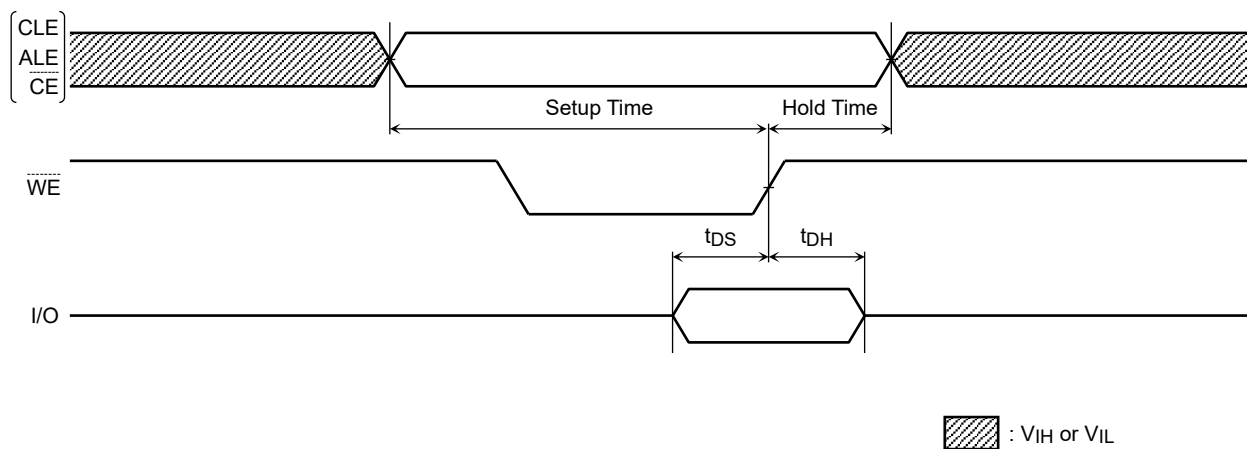 CLE
ALE
CE
Setup Time
Hold Time
WE
tDS
tDH
I/O
: VIH or VIL